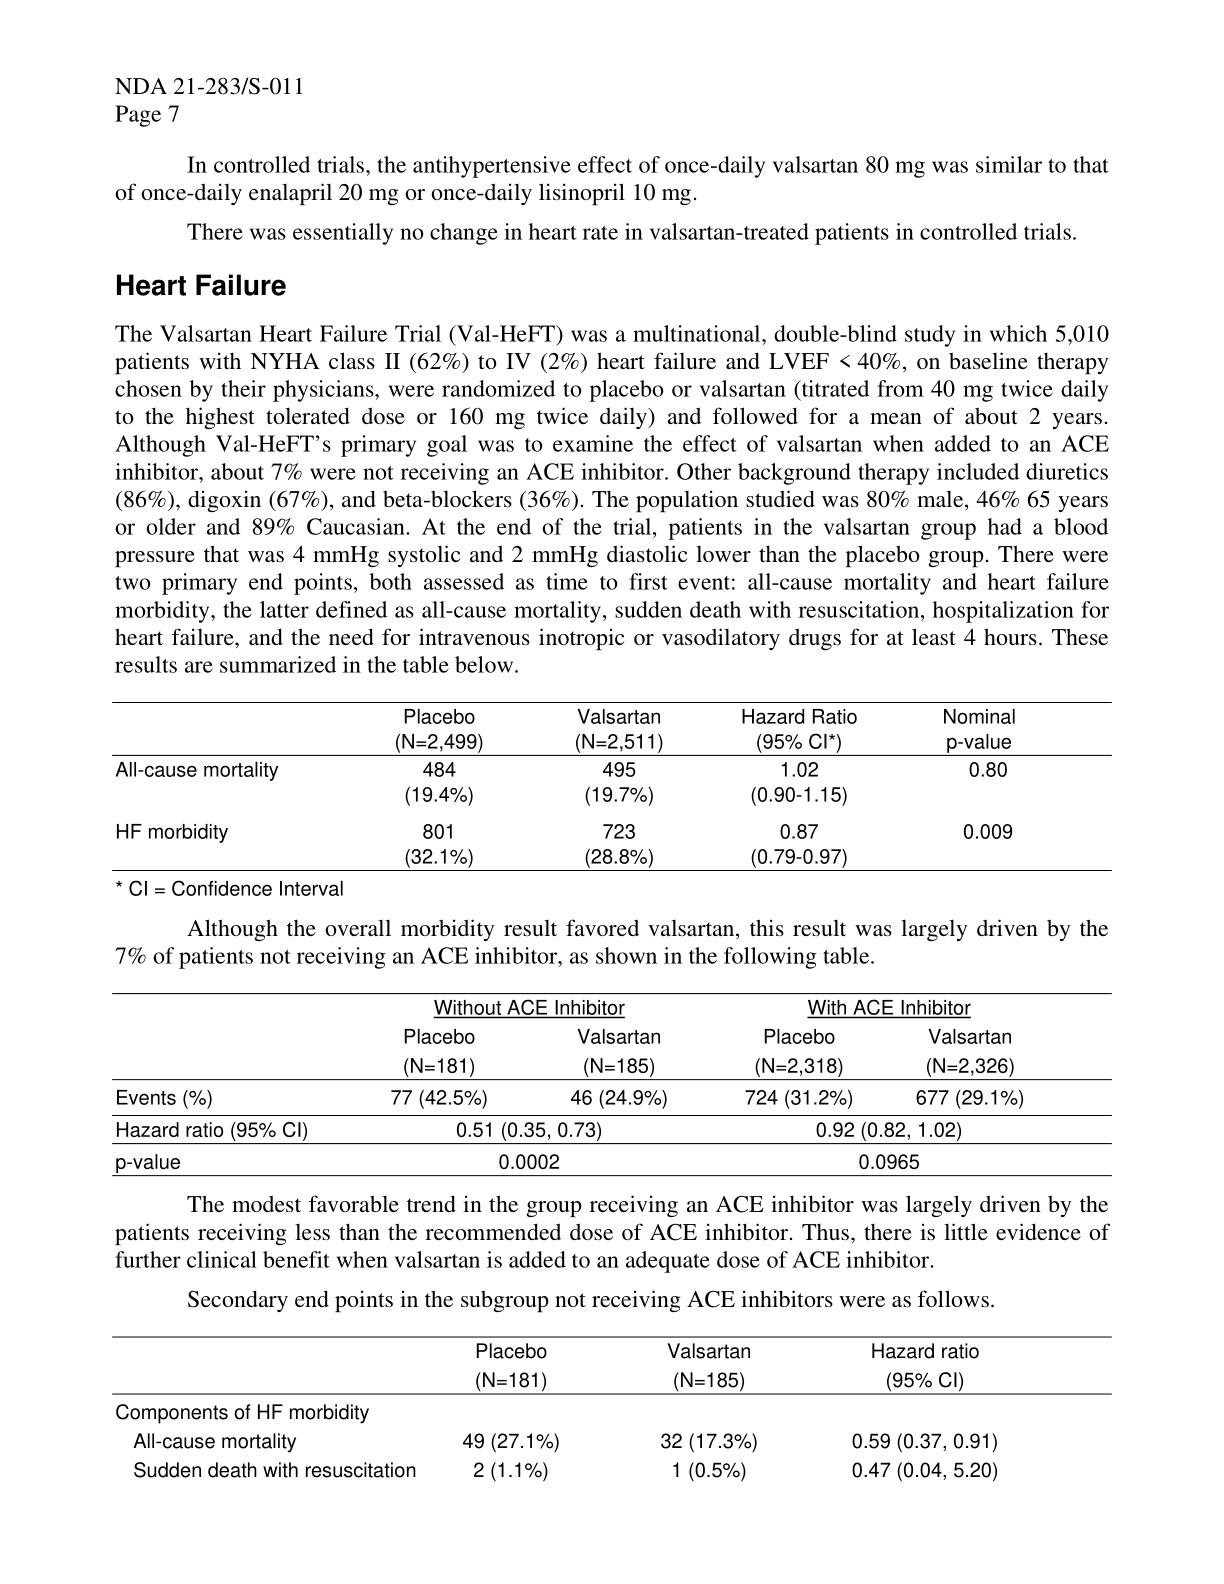 NDA 21-283/S-011
Page 7
In controlled trials, the antihypertensive effect of once-daily valsartan 80 mg was similar to that
of once-daily enalapril 20 mg or once-daily lisinopril 10 mg.
There was essentially no change in heart rate in valsartan-treated patients in controlled trials.
Heart Failure
The Valsartan Heart Failure Trial (Val-HeFT) was a multinational, double-blind study in which 5,010
patients with NYHA class II (62%) to IV (2%) heart failure and LVEF < 40%, on baseline therapy
chosen by their physicians, were randomized to placebo or valsartan (titrated from 40 mg twice daily
to the highest tolerated dose or 160 mg twice daily) and followed for a mean of about 2 years.
Although Val-HeFT’s primary goal was to examine the effect of valsartan when added to an ACE
inhibitor, about 7% were not receiving an ACE inhibitor. Other background therapy included diuretics
(86%), digoxin (67%), and beta-blockers (36%). The population studied was 80% male, 46% 65 years
or older and 89% Caucasian. At the end of the trial, patients in the valsartan group had a blood
pressure that was 4 mmHg systolic and 2 mmHg diastolic lower than the placebo group. There were
two primary end points, both assessed as time to first event: all-cause mortality and heart failure
morbidity, the latter defined as all-cause mortality, sudden death with resuscitation, hospitalization for
heart failure, and the need for intravenous inotropic or vasodilatory drugs for at least 4 hours. These
results are summarized in the table below.
Placebo Valsartan Hazard Ratio Nominal
(N=2,499) (N=2,511) (95% CI*) p-value
All-cause mortality 484 495 1.02 0.80
(19.4%) (19.7%) (0.90-1.15)
HF morbidity 801 723 0.87 0.009
(32.1%) (28.8%) (0.79-0.97)
* CI = Confidence Interval
Although the overall morbidity result favored valsartan, this result was largely driven by the
7% of patients not receiving an ACE inhibitor, as shown in the following table.
Without ACE Inhibitor With ACE Inhibitor
Placebo Valsartan Placebo Valsartan
(N=181) (N=185) (N=2,318) (N=2,326)
Events (%) 77 (42.5%) 46 (24.9%) 724 (31.2%) 677 (29.1%)
Hazard ratio (95% CI) 0.51 (0.35, 0.73) 0.92 (0.82, 1.02)
p-value 0.0002 0.0965
The modest favorable trend in the group receiving an ACE inhibitor was largely driven by the
patients receiving less than the recommended dose of ACE inhibitor. Thus, there is little evidence of
further clinical benefit when valsartan is added to an adequate dose of ACE inhibitor.
Secondary end points in the subgroup not receiving ACE inhibitors were as follows.
Placebo Valsartan Hazard ratio
(N=181) (N=185) (95% CI)
Components of HF morbidity
All-cause mortality 49 (27.1%) 32 (17.3%) 0.59 (0.37, 0.91)
Sudden death with resuscitation 2 (1.1%) 1 (0.5%) 0.47 (0.04, 5.20)